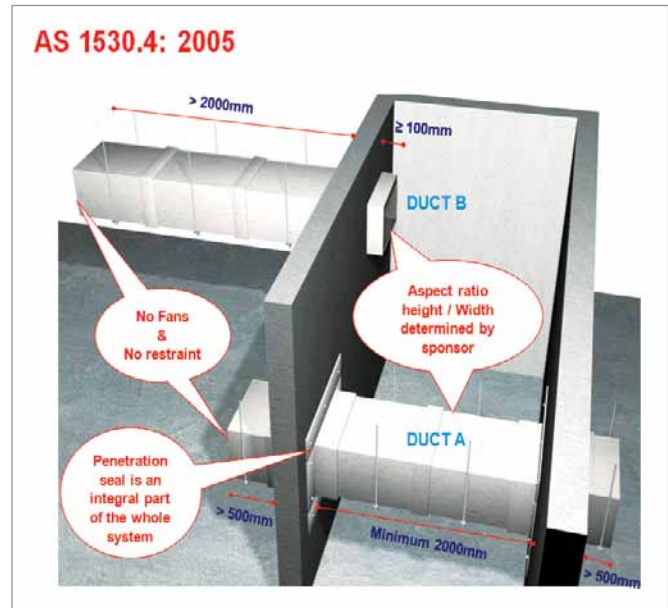 AS 1530.4: 2005
> 2000mm
≥ 100mm
DUCT B
Aspect ratio
height / Width
determined by
sponsor
No Fans
&
No restraint
DUCT A
Penetration
seal is an
integral part
of the whole
system
> 500mm
Minimum 2000mm
> 500mm